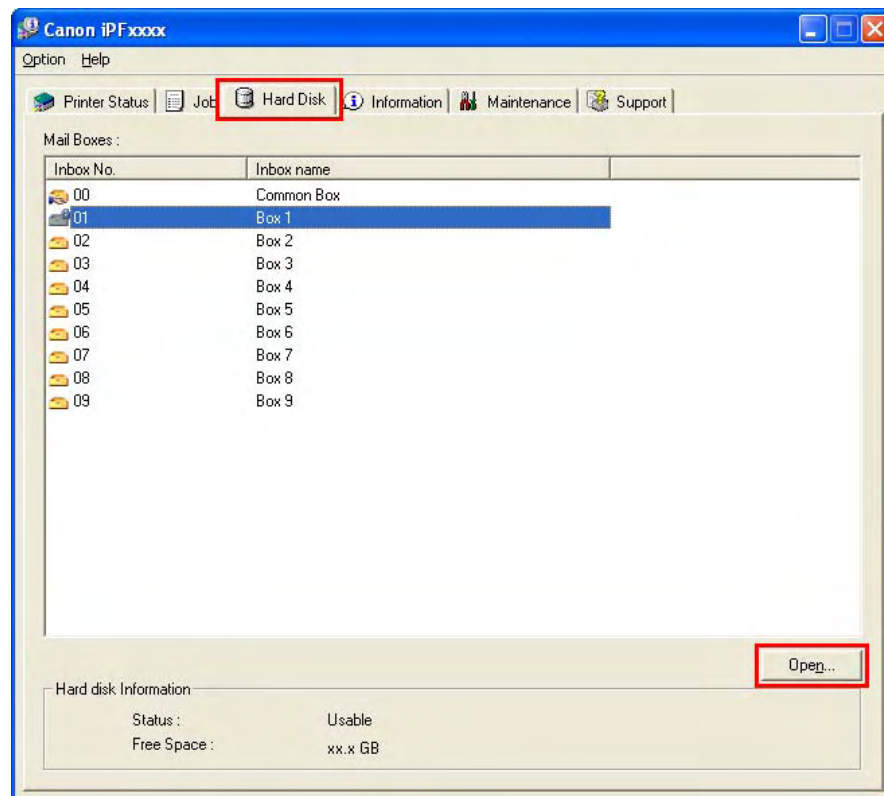 Canon iPFxxxx
Option Help
Printer Status Job Hard Disk Information Maintenance Support
Mail Boxes :
Inbox No. Inbox name
00 Common Box
01 Box 1
02 Box 2
03 Box 3
04 Box 4
05 Box 5
06 Box 6
07 Box 7
08 Box 8
09 Box 9
Open...
Hard disk Information
Status : Usable
Free Space : xx.x GB